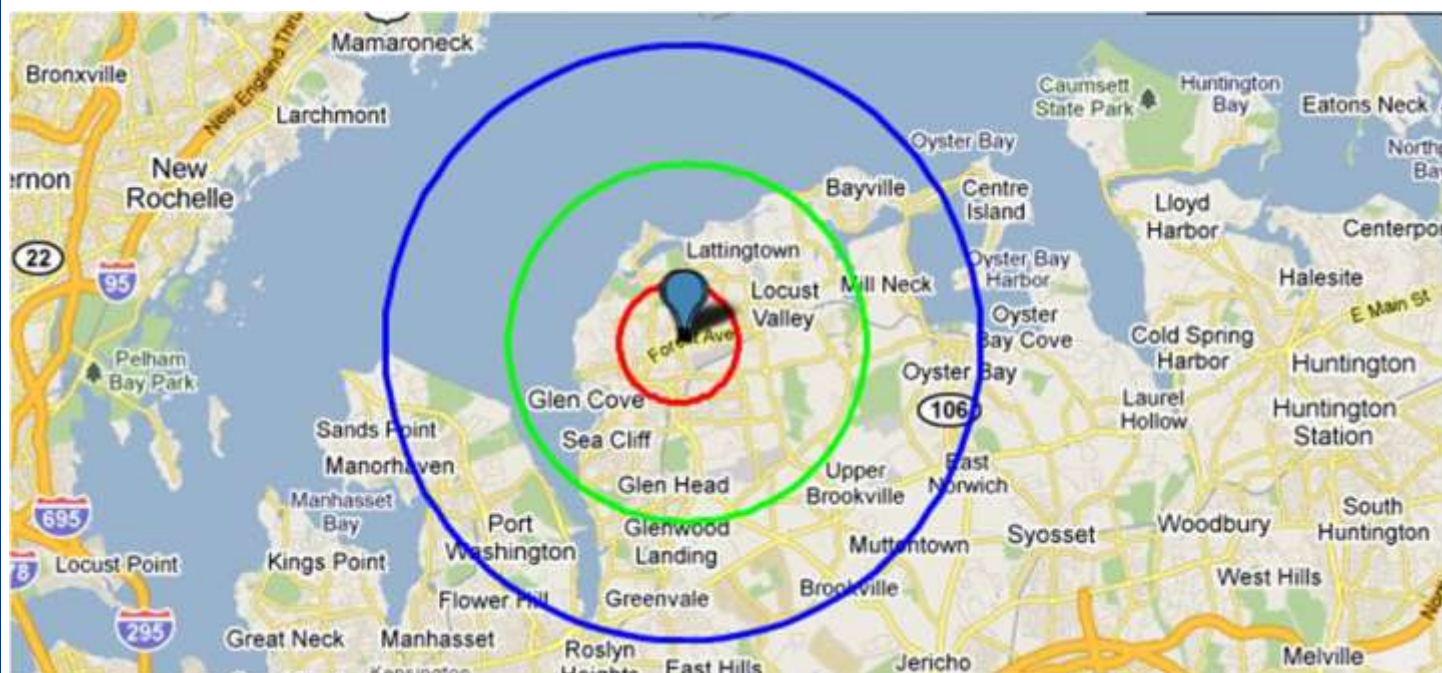 Mamaroneck
Bronxville
New England Thru
Larchmont
New
Rochelle
22
95
Pelham
Bay Park
695
Locust Point
295
Caumsett
State Park
Huntington
Bay
Eatons Neck
Oyster Bay
Bayville
Centre
Island
Lloyd
Harbor
Centerpo
Lattingtown
Locust
Valley
Mill Neck
Oyster Bay
Harbor
Halesite
E Main St
Forest Ave
Oyster
Bay Cove
Cold Spring
Harbor
Huntington
Oyster Bay
106
Laurel
Hollow
Huntington
Station
Glen Cove
Sands Point
Sea Cliff
Manorhaven
Manhasset
Bay
Glen Head
Upper
Brookville
East
Norwich
Port
Washington
Glenwood
Landing
Muttontown
Syosset
Woodbury
South
Huntington
Kings Point
Flower Hill
Greenvale
Brookville
West Hills
Great Neck
Manhasset
Roslyn
Heights
East Hills
Jericho
Melville